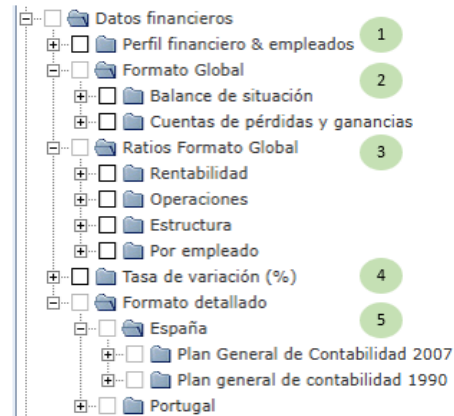 Datos financieros
Perfil financiero & empleados 1
Formato Global 2
Balance de situación
Cuentas de pérdidas y ganancias
Ratios Formato Global 3
Rentabilidad
Operaciones
Estructura
Por empleado
Tasa de variación (%) 4
Formato detallado
España 5
Plan General de Contabilidad 2007
Plan general de contabilidad 1990
Portugal